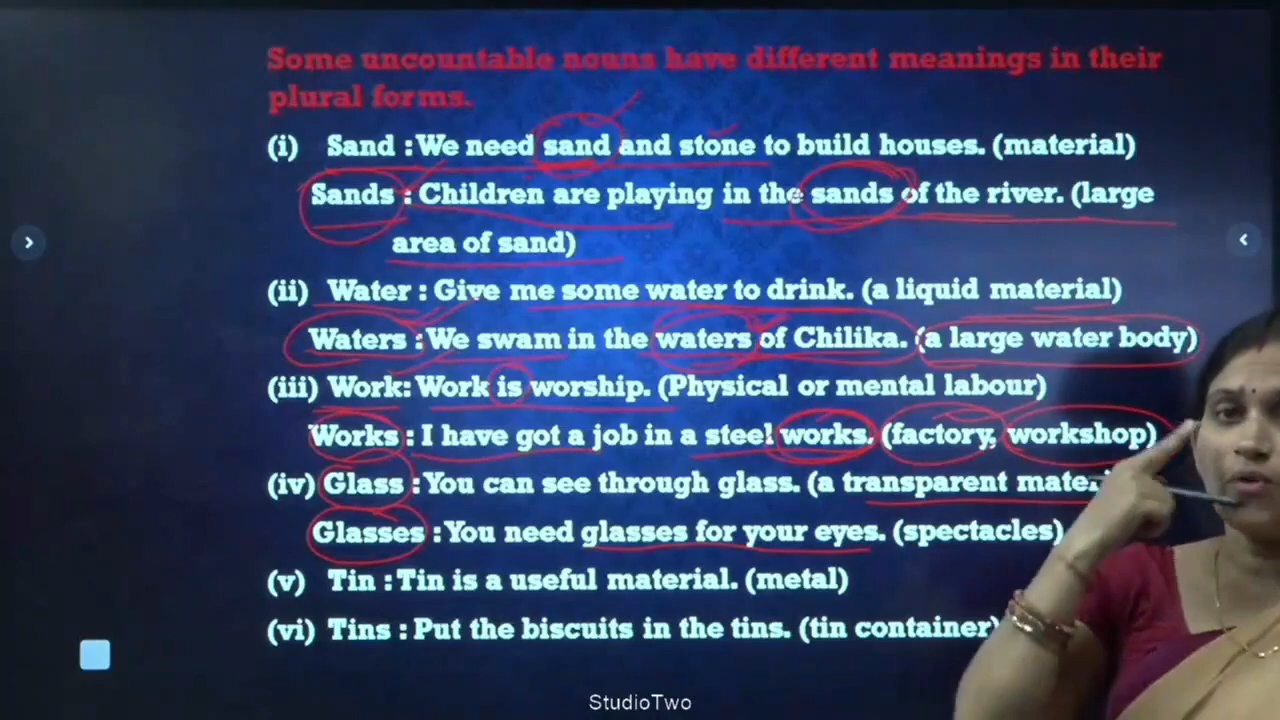 Some uncountable nouns have different meanings in their
plural forms.
(i) Sand : We need sand and stone to build houses. (material)
Sands : Children are playing in the sands of the river. (large
area of sand)
(ii) Water : Give me some water to drink. (a liquid material)
Waters : We swam in the waters of Chilika. (a large water body)
(iii) Work: Work is worship. (Physical or mental labour)
Works : I have got a job in a steel works. (factory, workshop)
(iv) Glass : You can see through glass. (a transparent
Glasses : You need glasses for your eyes. (spectacles)
(v) Tin : Tin is a useful material. (metal)
(vi) Tins : Put the biscuits in the tins. (tin container)
StudioTwo